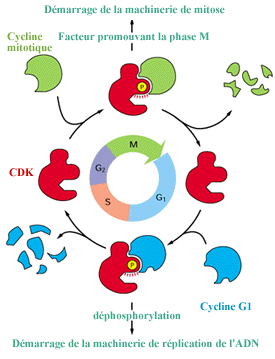 Démarrage de la machinerie de mitose
Cycline
mitotique
Facteur promouvant la phase M
P
CDK
M
G2
G1
S
P
Cycline G1
déphosphorylation
Démarrage de la machinerie de réplication de l'ADN